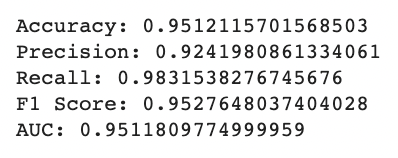 Accuracy: 0.9512115701568503
Precision: 0.9241980861334061
Recall: 0.9831538276745676
F1 Score: 0.9527648037404028
AUC: 0.9511809774999959